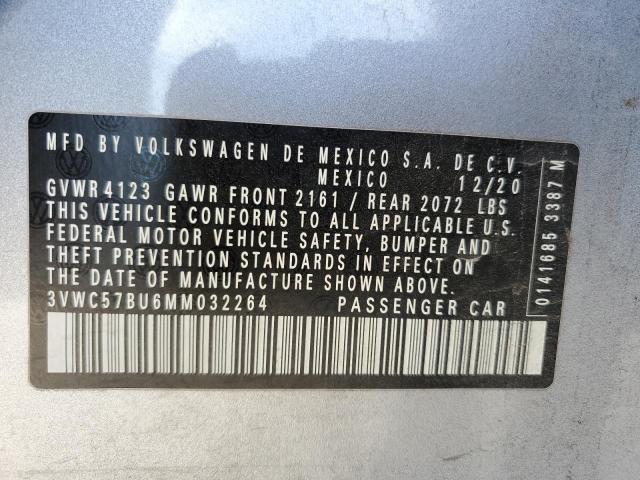 MFD BY VOLKSWAGEN DE MEXICO S.A. DE C.V.
MEXICO 12/20
GVWR4123 GAWR FRONT 2161 / REAR 2072 LBS
THIS VEHICLE CONFORMS TO ALL APPLICABLE U.S.
FEDERAL MOTOR VEHICLE SAFETY, BUMPER AND
THEFT PREVENTION STANDARDS IN EFFECT ON
THE DATE OF MANUFACTURE SHOWN ABOVE.
3VWC57BU6MM032264 PASSENGER CAR
0141685 3387 M